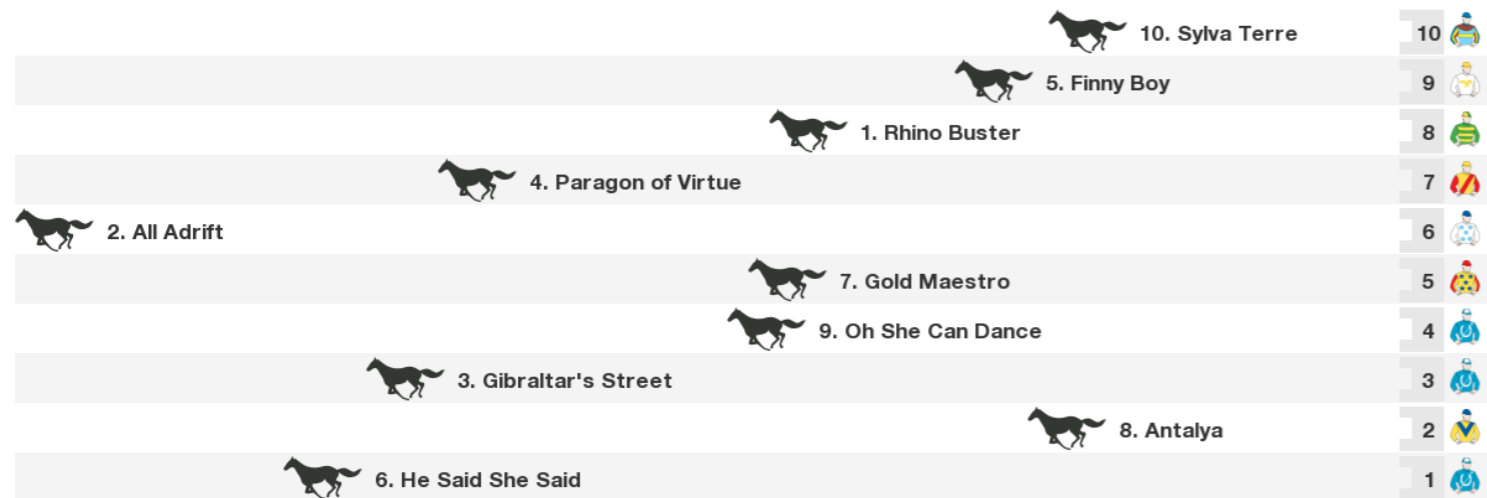 10. Sylva Terre 10
5. Finny Boy 9
1. Rhino Buster 8
4. Paragon of Virtue 7
2. All Adrift 6
7. Gold Maestro 5
9. Oh She Can Dance 4
3. Gibraltar's Street 3
8. Antalya 2
6. He Said She Said 1